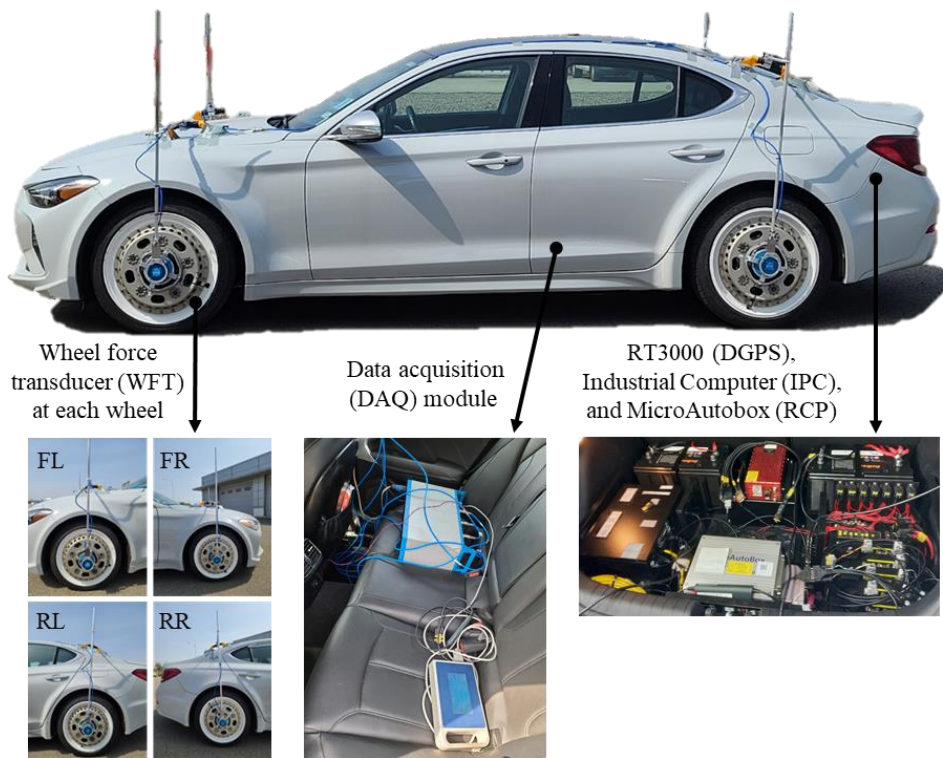 Wheel force
transducer (WFT)
at each wheel
Data acquisition
(DAQ) module
RT3000 (DGPS),
Industrial Computer (IPC),
and MicroAutobox (RCP)
FL
FR
RL
RR
AutoBox